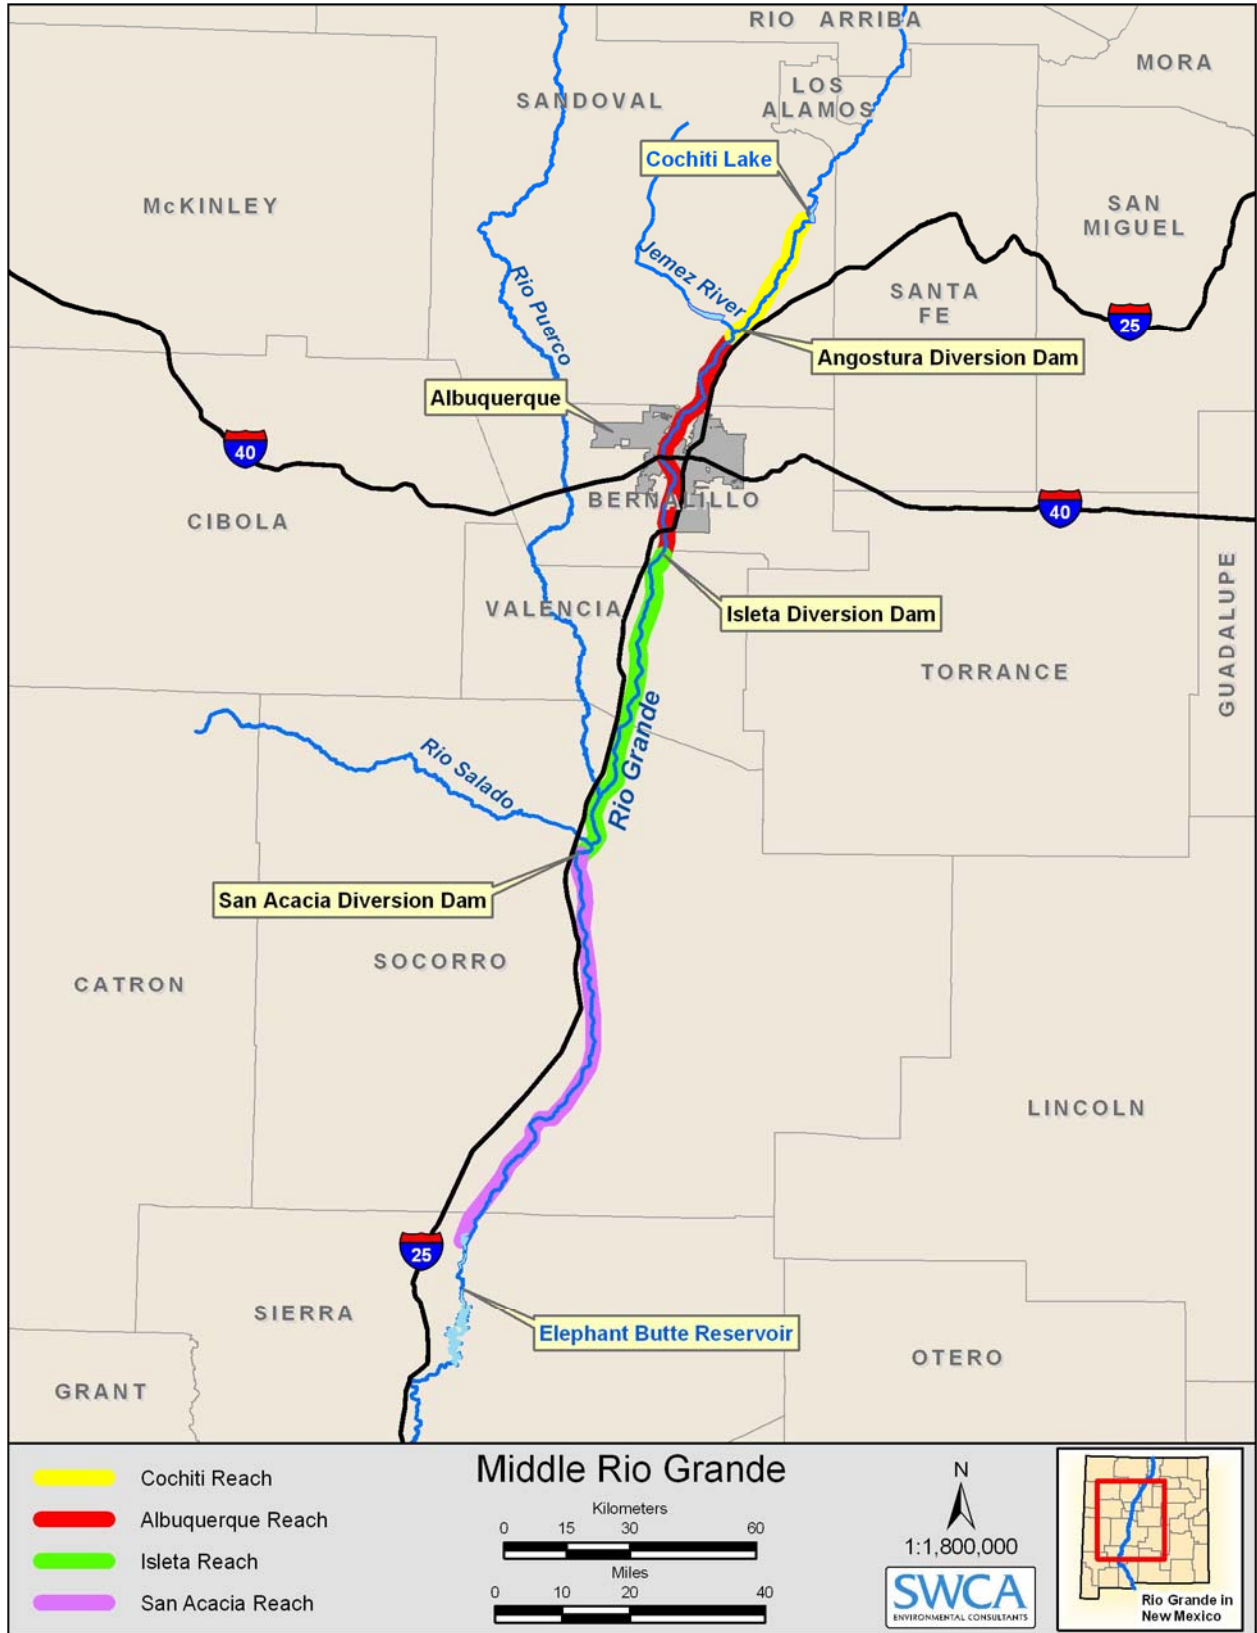 RIO ARRIBA
MORA
LOS
ALAMOS
SANDOVAL
Cochiti Lake
McKINLEY
SAN
MIGUEL
Jemez River
Rio Puerco
SANTA
FE
25
Angostura Diversion Dam
Albuquerque
40
BERNALILLO
40
CIBOLA
VALENCIA
Isleta Diversion Dam
GUADALUPE
TORRANCE
Rio Grande
Rio Salado
San Acacia Diversion Dam
SOCORRO
CATRON
LINCOLN
25
SIERRA
Elephant Butte Reservoir
OTERO
GRANT
Middle Rio Grande
Cochiti Reach
Albuquerque Reach
Isleta Reach
San Acacia Reach
Kilometers
0 15 30 60
Miles
0 10 20 40
N
1:1,800,000
SWCA
ENVIRONMENTAL CONSULTANTS
Rio Grande in
New Mexico